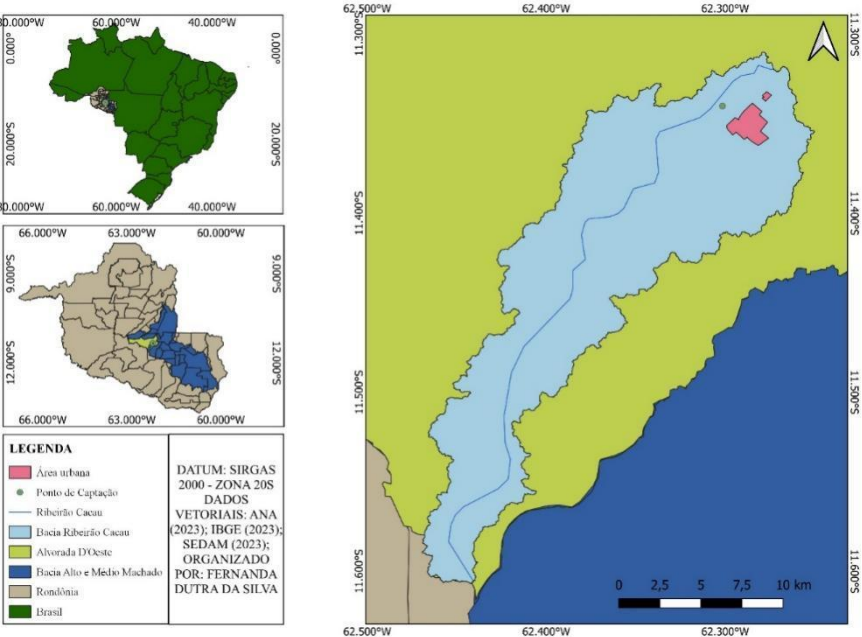 80.000°W 60.000°W 40.000°W
0.000°
0.000°
20.000°S
20.000°S
80.000°W 60.000°W 40.000°W
66.000°W 63.000°W 60.000°W
9.000°S
9.000°S
12.000°S
12.000°S
66.000°W 63.000°W 60.000°W
LEGENDA
Área urbana
Ponto de Captação
Ribeirão Cacau
Bacia Ribeirão Cacau
Alvorada D'Oeste
Bacia Alto e Médio Machado
Rondônia
Brasil
DATUM: SIRGAS
2000 - ZONA 20S
DADOS
VETORIAIS: ANA
(2023); IBGE (2023);
SEDAM (2023);
ORGANIZADO
POR: FERNANDA
DUTRA DA SILVA
62.500°W 62.400°W 62.300°W
11.300°S
11.300°S
11.400°S
11.400°S
11.500°S
11.500°S
11.600°S
11.600°S
0 2,5 5 7,5 10 km
62.500°W 62.400°W 62.300°W